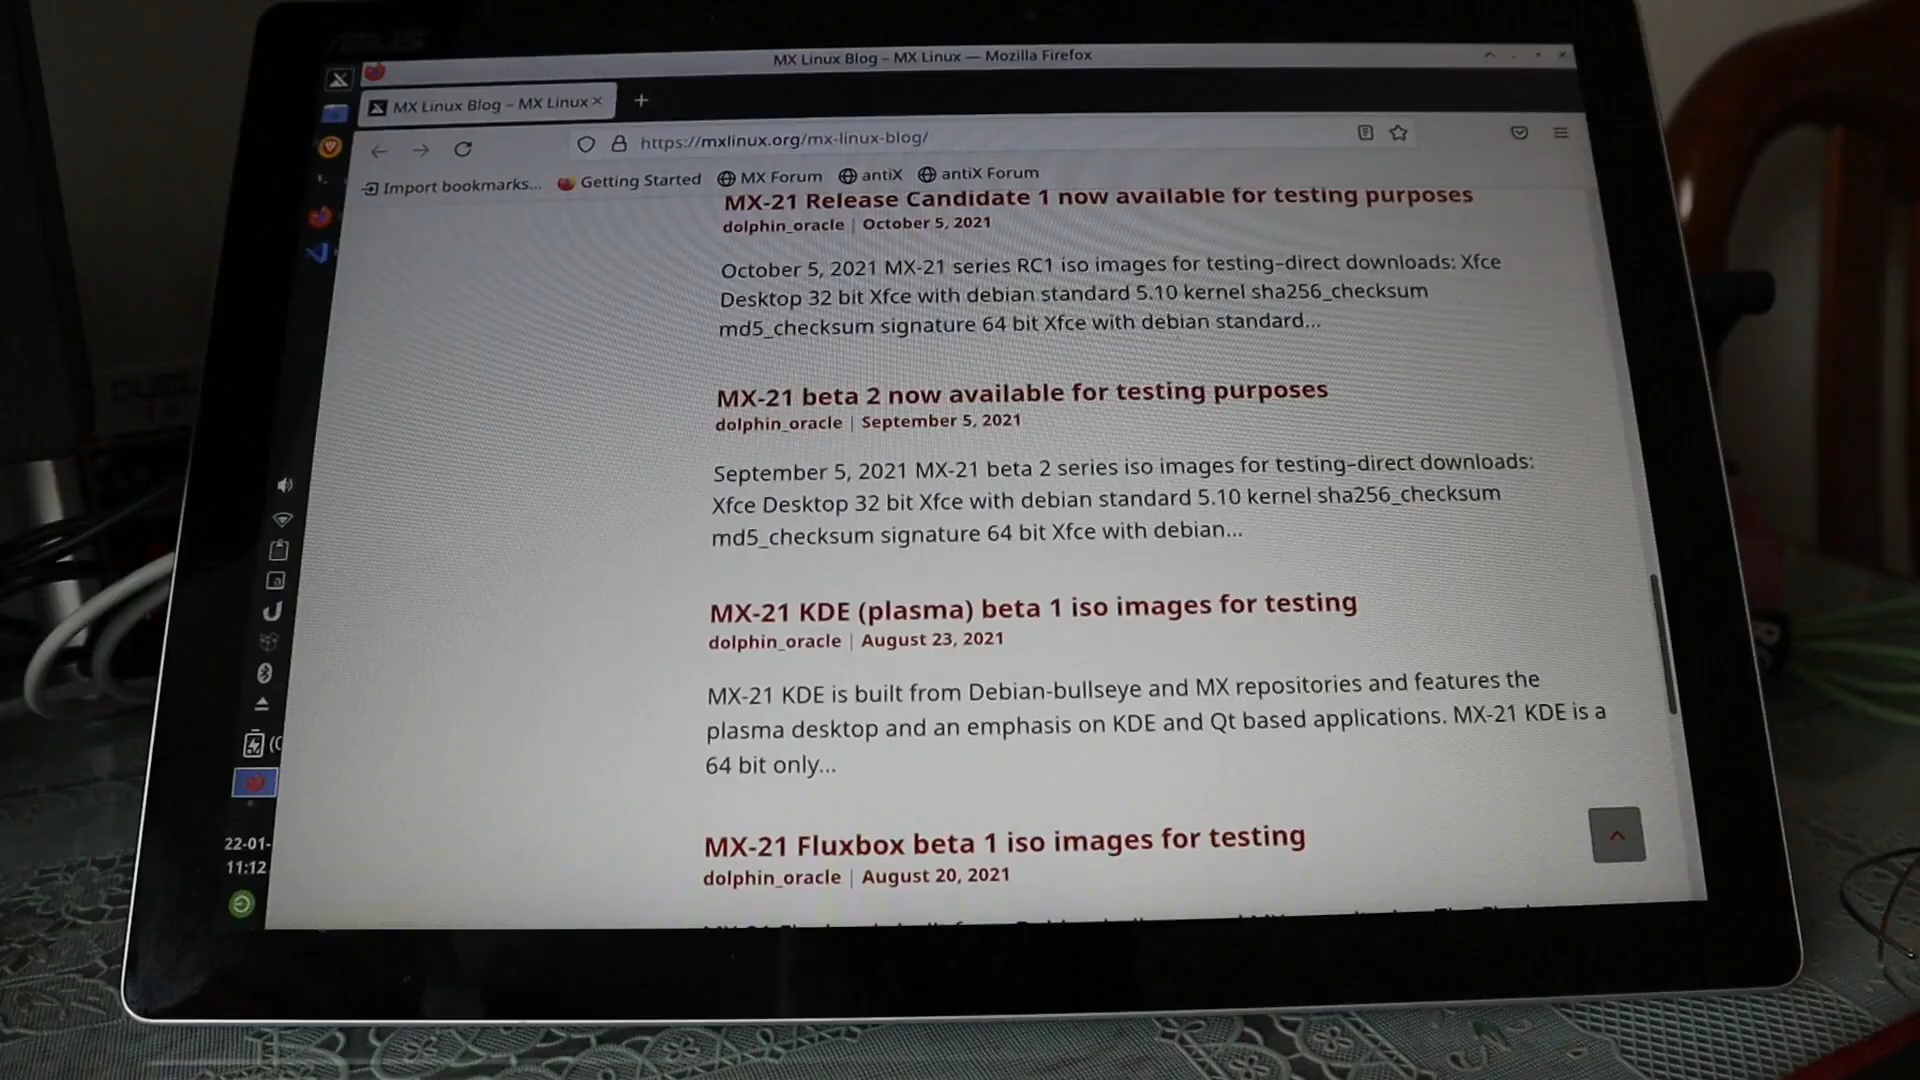 ASUS
MX Linux Blog – MX Linux — Mozilla Firefox
MX Linux Blog – MX Linux
https://mxlinux.org/mx-linux-blog/
Import bookmarks... Getting Started MX Forum antiX antiX Forum
MX-21 Release Candidate 1 now available for testing purposes
dolphin_oracle | October 5, 2021
October 5, 2021 MX-21 series RC1 iso images for testing–direct downloads: Xfce
Desktop 32 bit Xfce with debian standard 5.10 kernel sha256_checksum
md5_checksum signature 64 bit Xfce with debian standard...
MX-21 beta 2 now available for testing purposes
dolphin_oracle | September 5, 2021
September 5, 2021 MX-21 beta 2 series iso images for testing–direct downloads:
Xfce Desktop 32 bit Xfce with debian standard 5.10 kernel sha256_checksum
md5_checksum signature 64 bit Xfce with debian...
MX-21 KDE (plasma) beta 1 iso images for testing
dolphin_oracle | August 23, 2021
MX-21 KDE is built from Debian-bullseye and MX repositories and features the
plasma desktop and an emphasis on KDE and Qt based applications. MX-21 KDE is a
64 bit only...
MX-21 Fluxbox beta 1 iso images for testing
dolphin_oracle | August 20, 2021
22-01-
11:12